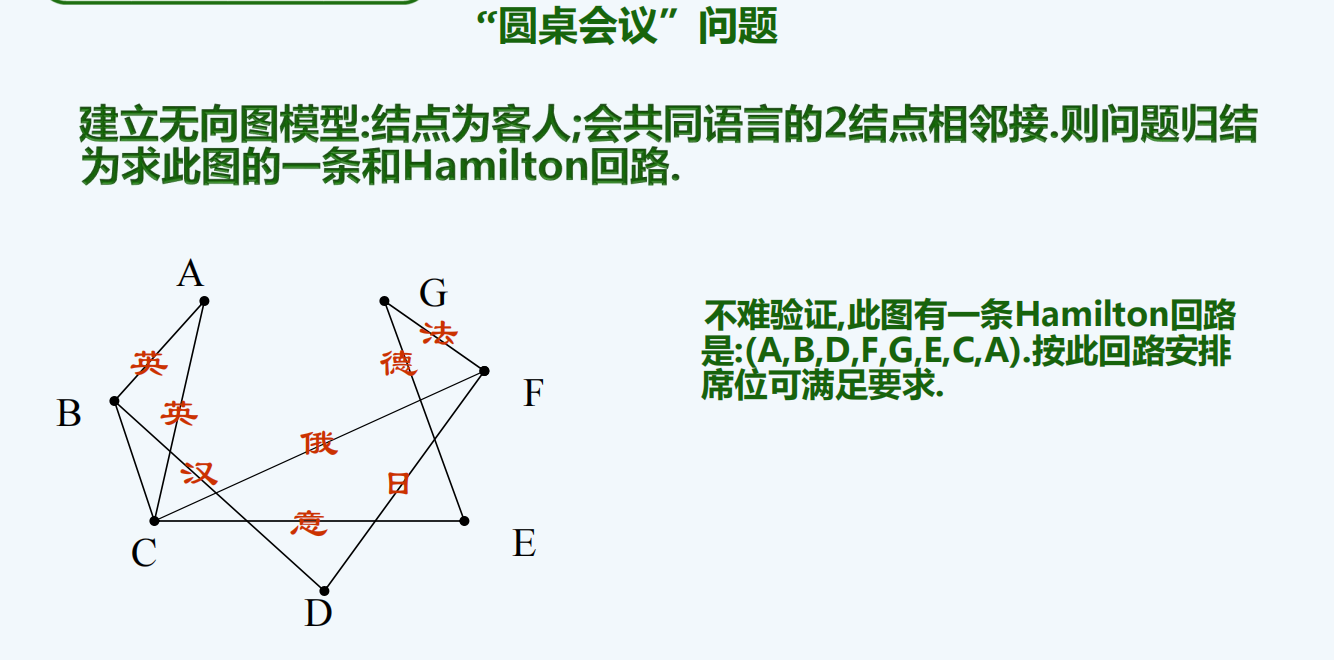 “圆桌会议”问题
建立无向图模型:结点为客人;会共同语言的2结点相邻接.则问题归结
为求此图的一条和Hamilton回路.
A
G
法
英
德
不难验证,此图有一条Hamilton回路
是:(A,B,D,F,G,E,C,A).按此回路安排
席位可满足要求.
F
B
英
俄
汉
日
意
C
E
D